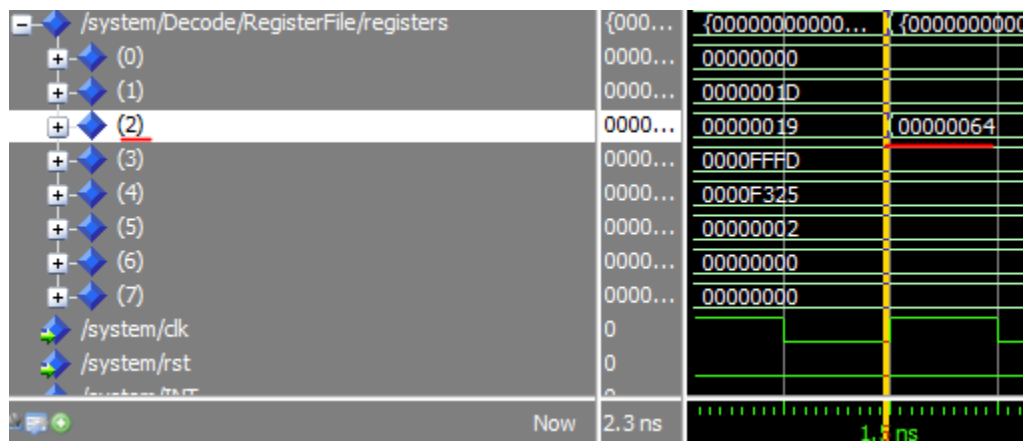 /system/Decode/RegisterFile/registers {000... {00000000000... {0000000000
(0) 0000... 00000000
(1) 0000... 0000001D
(2) 0000... 00000019 00000064
(3) 0000... 0000FFFD
(4) 0000... 0000F325
(5) 0000... 00000002
(6) 0000... 00000000
(7) 0000... 00000000
/system/clk 0
/system/rst 0
Now 2.3 ns